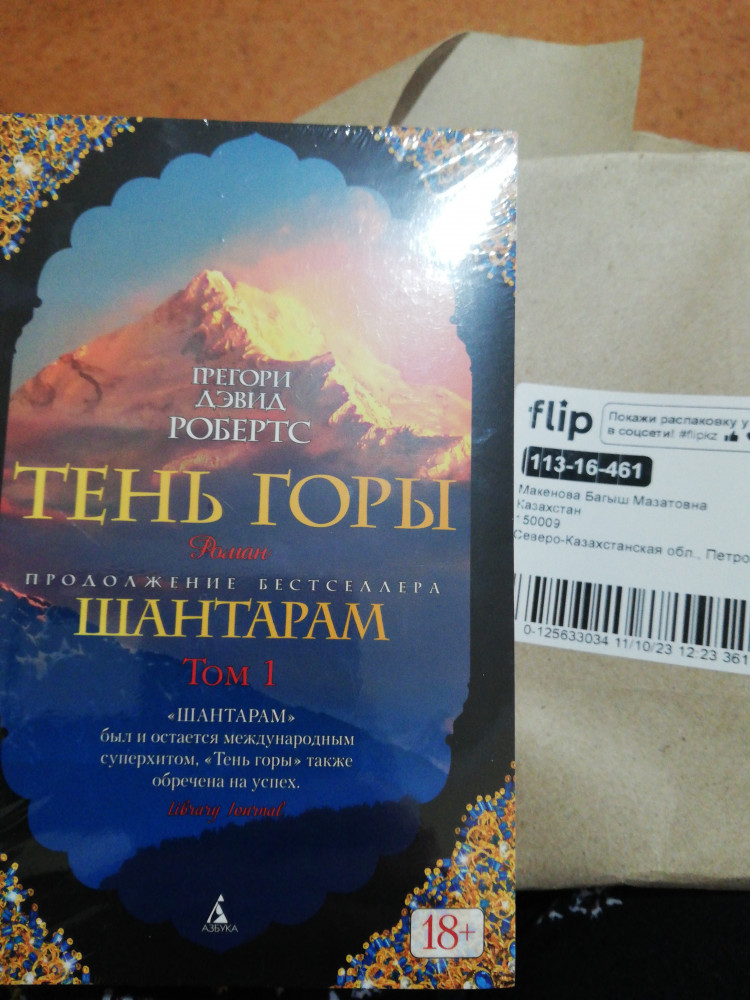 ГРЕГОРИ
ДЭВИД
РОБЕРТС
ТЕНЬ ГОРЫ
Роман
ПРОДОЛЖЕНИЕ БЕСТСЕЛЛЕРА
ШАНТАРАМ
Том 1
«ШАНТАРАМ»
был и остается международным
суперхитом, «Тень горы» также
обречена на успех.
Library Journal
АЗБУКА
18+
flip
Покажи распаковку у
в соцсети! #flipkz
113-16-461
Макенова Багыш Мазатовна
Казахстан
150009
Северо-Казахстанская обл., Петро
0-125633034 11/10/23 12:23 361